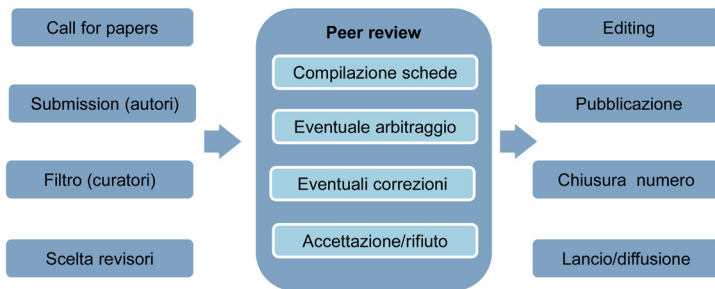 Call for papers
Submission (autori)
Filtro (curatori)
Scelta revisori
Peer review
Compilazione schede
Eventuale arbitraggio
Eventuali correzioni
Accettazione/rifiuto
Editing
Pubblicazione
Chiusura numero
Lancio/diffusione